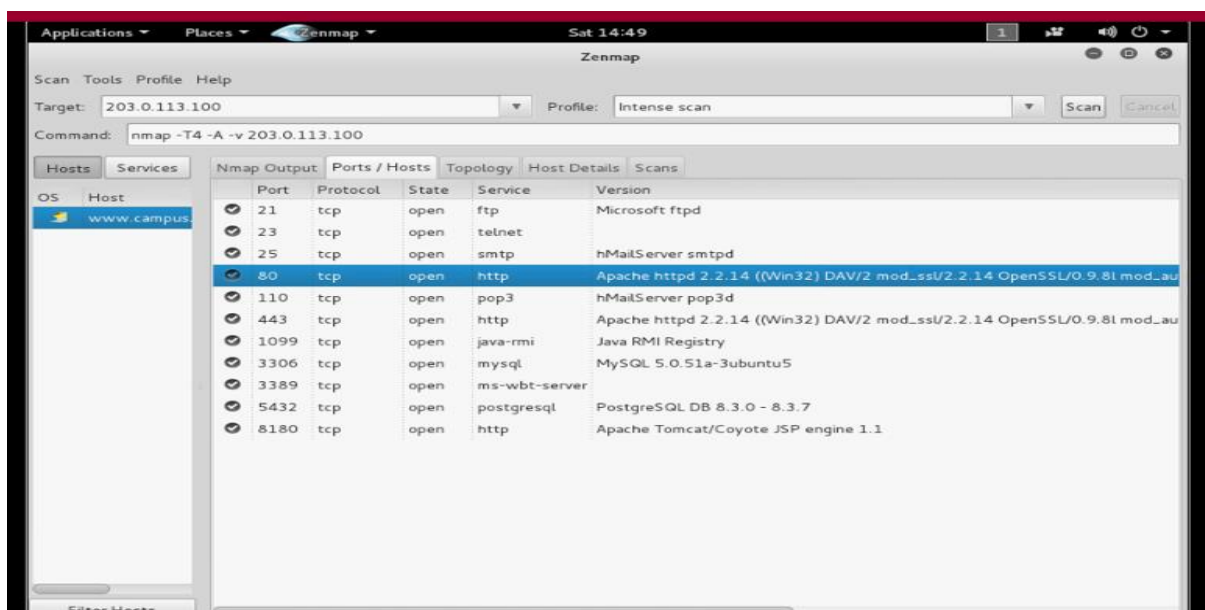 Applications Places Zenmap Sat 14:49 1
Zenmap
Scan Tools Profile Help
Target: 203.0.113.100 Profile: Intense scan Scan Cancel
Command: nmap -T4 -A -v 203.0.113.100
Hosts Services Nmap Output Ports / Hosts Topology Host Details Scans
OS Host Port Protocol State Service Version
www.campus.
21 tcp open ftp Microsoft ftpd
23 tcp open telnet
25 tcp open smtp hMailServer smtpd
80 tcp open http Apache httpd 2.2.14 ((Win32) DAV/2 mod_ssl/2.2.14 OpenSSL/0.9.8l mod_au
110 tcp open pop3 hMailServer pop3d
443 tcp open http Apache httpd 2.2.14 ((Win32) DAV/2 mod_ssl/2.2.14 OpenSSL/0.9.8l mod_au
1099 tcp open java-rmi Java RMI Registry
3306 tcp open mysql MySQL 5.0.51a-3ubuntu5
3389 tcp open ms-wbt-server
5432 tcp open postgresql PostgreSQL DB 8.3.0 - 8.3.7
8180 tcp open http Apache Tomcat/Coyote JSP engine 1.1
Filter Hosts